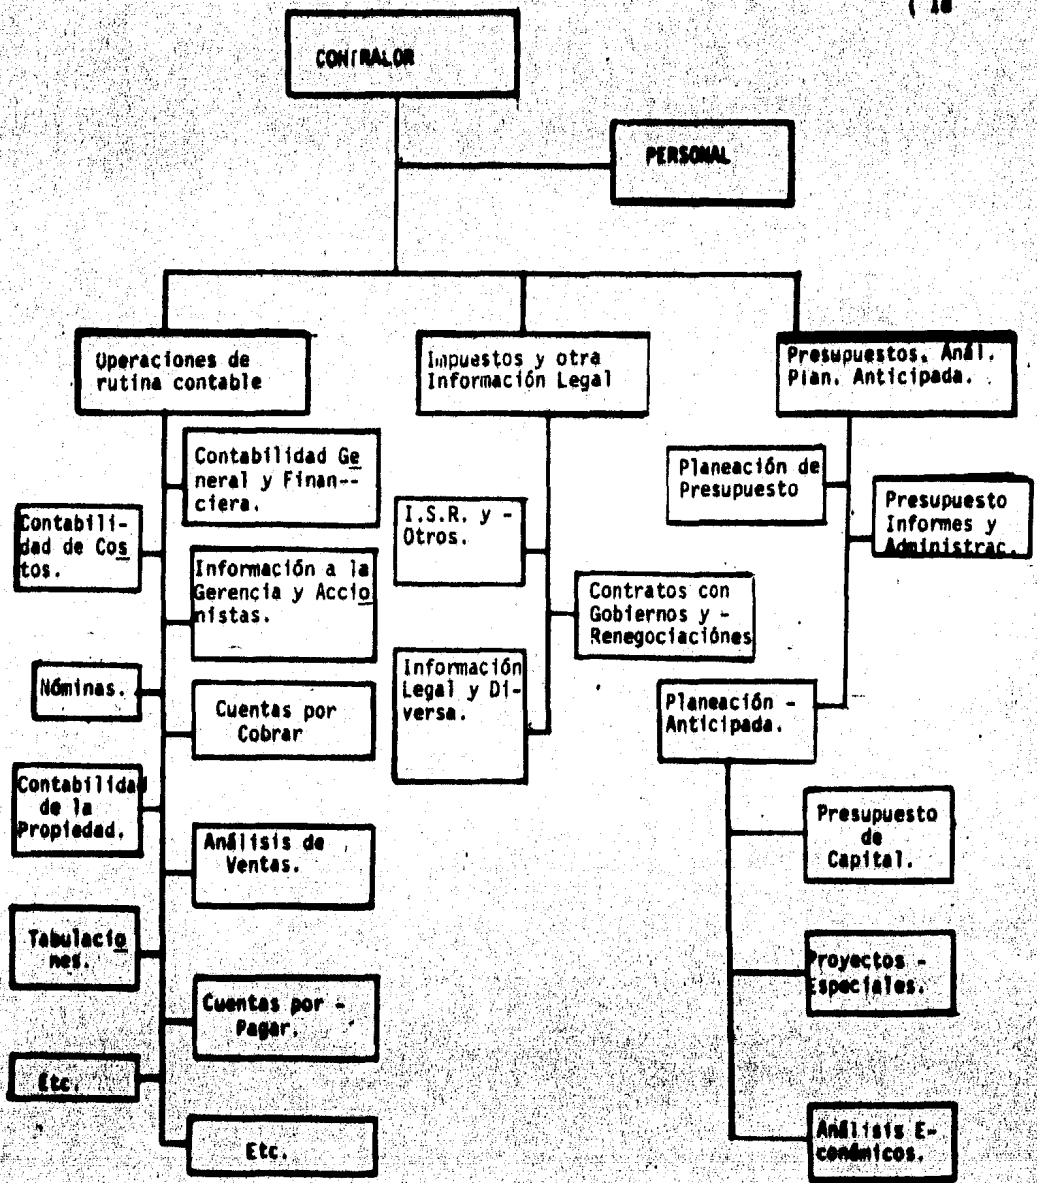 ( 18
CONTRALOR
PERSONAL
Operaciones de
rutina contable
Impuestos y otra
Información Legal
Presupuestos, Anál.
Plan. Anticipada.
Contabilidad Ge
neral y Finan--
ciera.
Contabili-
dad de Cos
tos.
Información a la
Gerencia y Accio
nistas.
Nóminas.
Cuentas por
Cobrar
Contabilidad
de la
Propiedad.
Análisis de
Ventas.
Tabulacio
nes.
Cuentas por -
Pagar.
Etc.
Etc.
I.S.R. y -
Otros.
Contratos con
Gobiernos y -
Renegociaciónes
Información
Legal y Di-
versa.
Planeación de
Presupuesto
Presupuesto
Informes y
Administrac.
Planeación -
Anticipada.
Presupuesto
de
Capital.
Proyectos -
Especiales.
Análisis E-
conómicos.